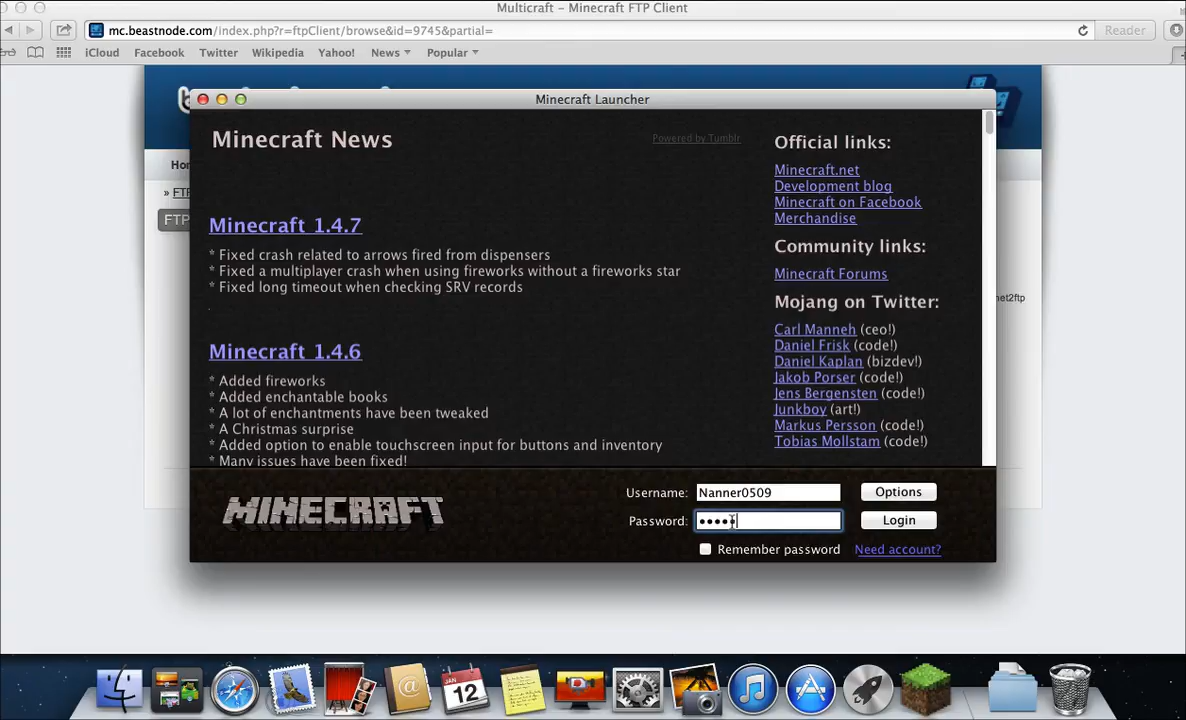 Multicraft – Minecraft FTP Client
mc.beastnode.com/index.php?r=ftpClient/browse&id=9745&partial=
Reader
iCloud Facebook Twitter Wikipedia Yahoo! News Popular
Minecraft Launcher
Minecraft News
Powered by Tumblr
Minecraft 1.4.7
* Fixed crash related to arrows fired from dispensers
* Fixed a multiplayer crash when using fireworks without a fireworks star
* Fixed long timeout when checking SRV records
Minecraft 1.4.6
* Added fireworks
* Added enchantable books
* A lot of enchantments have been tweaked
* A Christmas surprise
* Added option to enable touchscreen input for buttons and inventory
* Many issues have been fixed!
Official links:
Minecraft.net
Development blog
Minecraft on Facebook
Merchandise
Community links:
Minecraft Forums
Mojang on Twitter:
Carl Manneh (ceo!)
Daniel Frisk (code!)
Daniel Kaplan (bizdev!)
Jakob Porser (code!)
Jens Bergensten (code!)
Junkboy (art!)
Markus Persson (code!)
Tobias Mollstam (code!)
» FTP
FTP
net2ftp
MINECRAFT
Username: Nanner0509 Options
Password: Login
Remember password Need account?
JAN
12